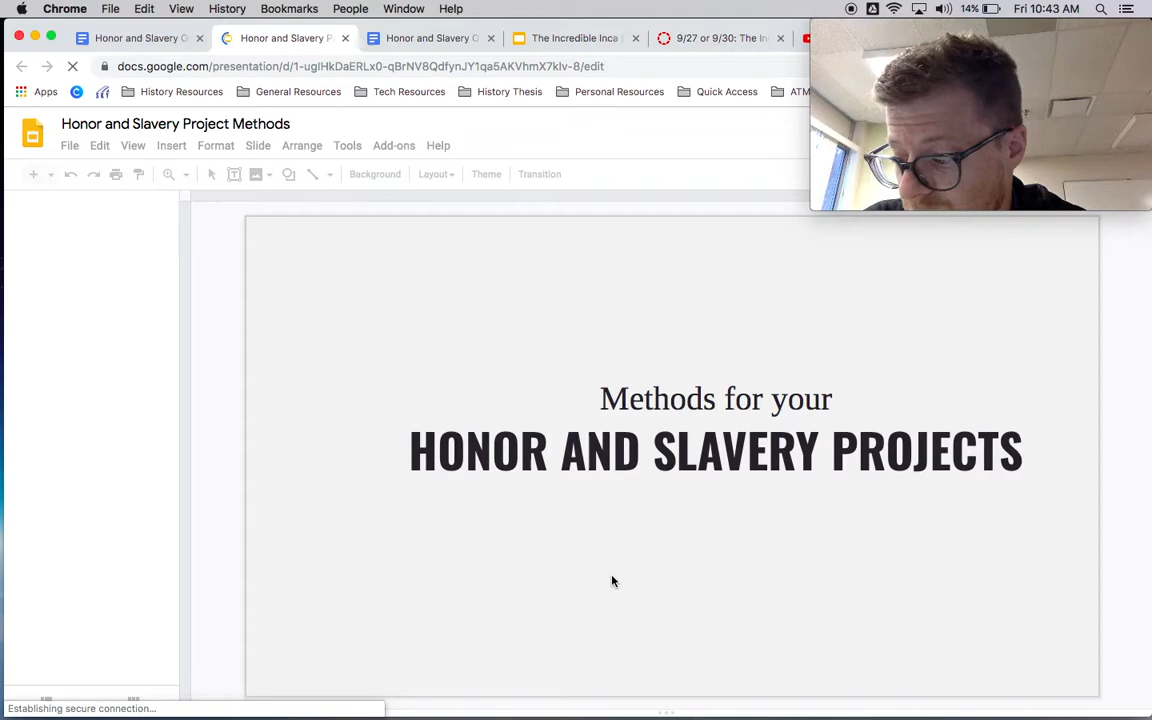 Chrome File Edit View History Bookmarks People Window Help 14% Fri 10:43 AM
Honor and Slavery O Honor and Slavery P Honor and Slavery O The Incredible Inca 9/27 or 9/30: The In
docs.google.com/presentation/d/1-ugIHkDaERLx0-qBrNV8QdfynJY1qa5AKVhmX7kIv-8/edit
Apps C History Resources General Resources Tech Resources History Thesis Personal Resources Quick Access ATM
Honor and Slavery Project Methods
File Edit View Insert Format Slide Arrange Tools Add-ons Help
Background Layout Theme Transition
Methods for your
HONOR AND SLAVERY PROJECTS
Establishing secure connection...